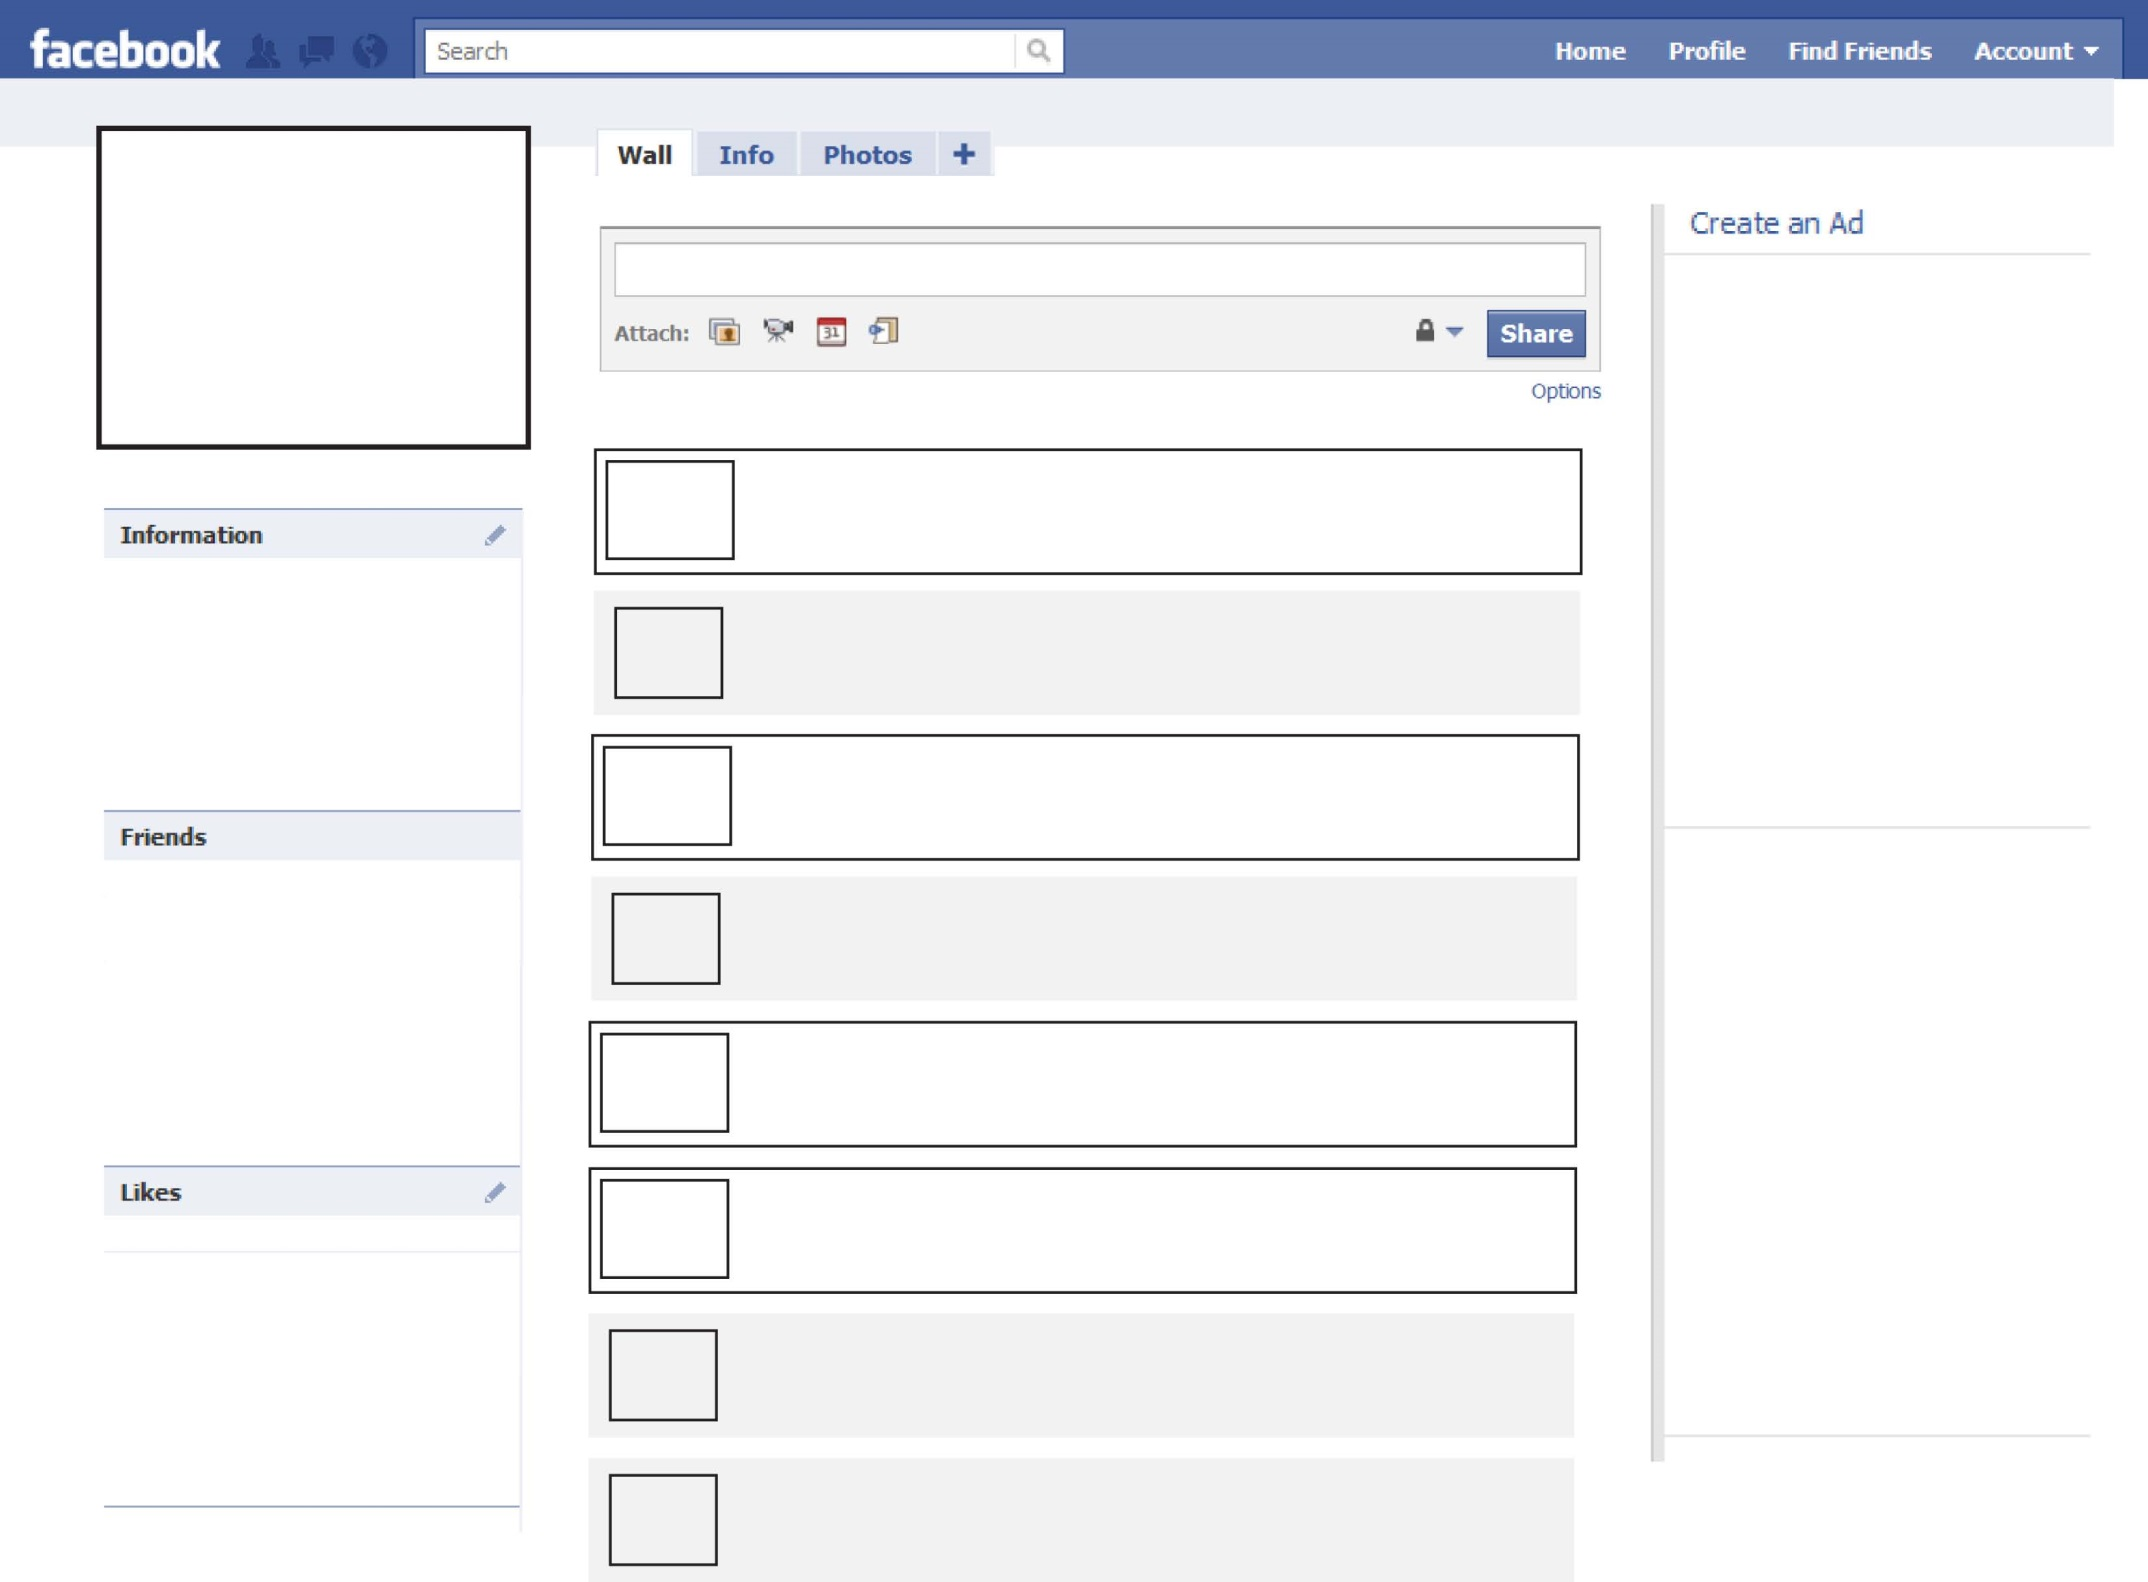 facebook Search Home Profile Find Friends Account
Wall Info Photos +
Create an Ad
Attach: 31 Share
Options
Information
Friends
Likes